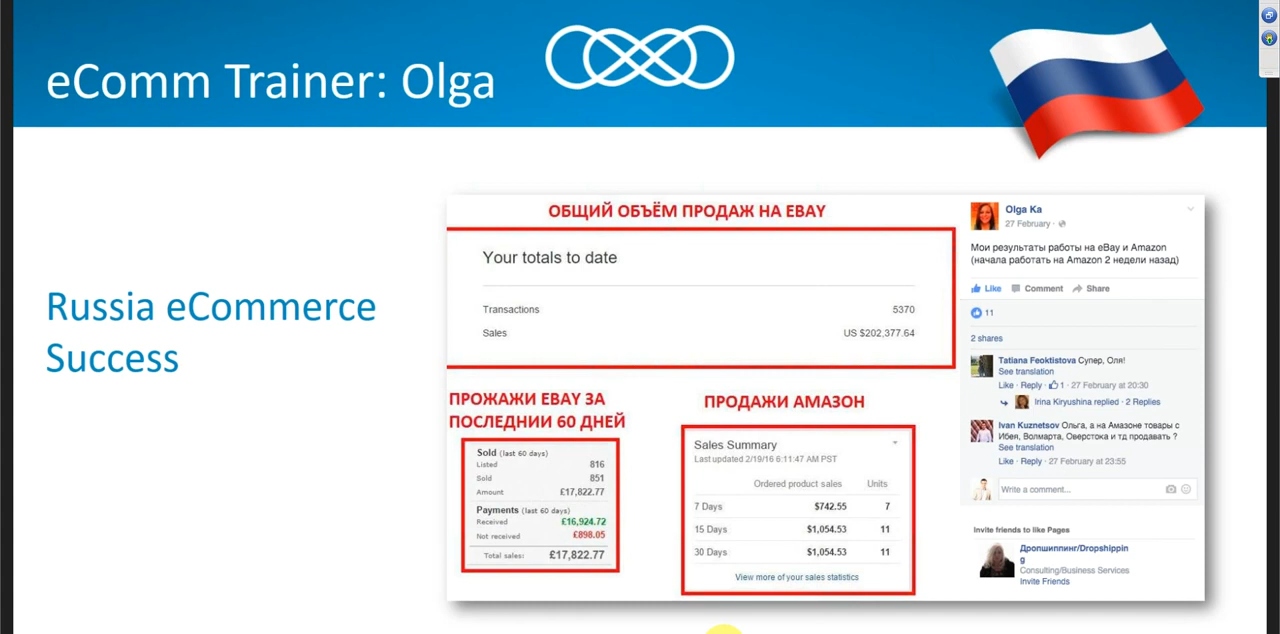 eComm Trainer: Olga
Russia eCommerce
Success
ОБЩИЙ ОБЪЁМ ПРОДАЖ НА EBAY
Your totals to date
Transactions 5370
Sales US $202,377.64
ПРОЖАЖИ EBAY ЗА
ПОСЛЕДНИИ 60 ДНЕЙ
Sold (last 60 days)
Listed 816
Sold 851
Amount £17,822.77
Payments (last 60 days)
Received £16,924.72
Not received £898.05
Total sales: £17,822.77
ПРОДАЖИ АМАЗОН
Sales Summary
Last updated 2/19/16 6:11:47 AM PST
Ordered product sales Units
7 Days $742.55 7
15 Days $1,054.53 11
30 Days $1,054.53 11
View more of your sales statistics
Olga Ka
27 February ·
Мои результаты работы на eBay и Amazon
(начала работать на Amazon 2 недели назад)
Like Comment Share
11
2 shares
Tatiana Feoktistova Супер, Оля!
See translation
Like · Reply · 1 · 27 February at 20:30
Irina Kiryushina replied · 2 Replies
Ivan Kuznetsov Ольга, а на Амазоне товары с
Ибея, Волмарта, Оверстока и тд продавать ?
See translation
Like · Reply · 27 February at 23:55
Write a comment...
Invite friends to like Pages
Дропшиппинг/Dropshippin
g
Consulting/Business Services
Invite Friends